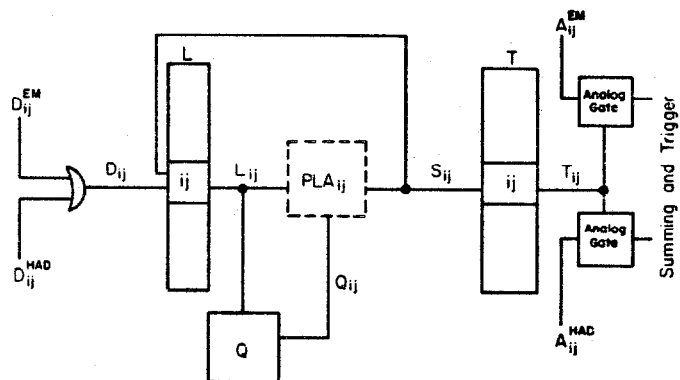 A_ij^EM
L
T
D_ij^EM
Analog
Gate
D_ij
ij
L_ij
PLA_ij
S_ij
ij
T_ij
Summing and Trigger
Analog
Gate
D_ij^HAD
Q_ij
Q
A_ij^HAD